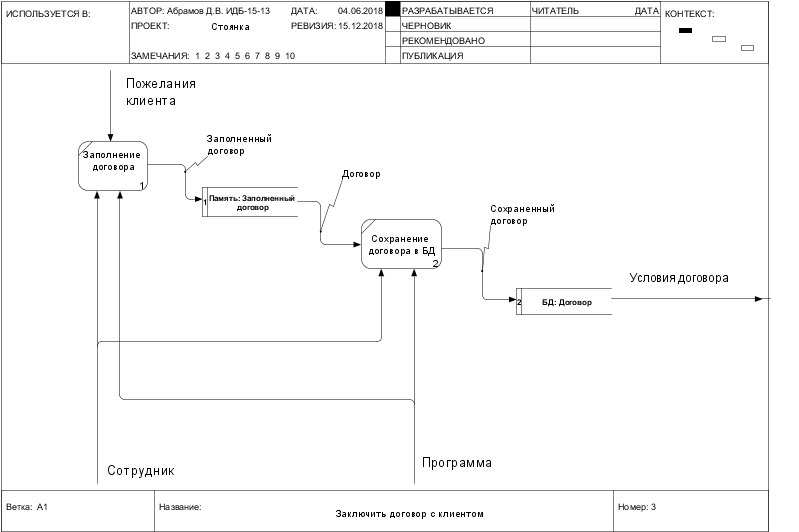 ИСПОЛЬЗУЕТСЯ В:
АВТОР: Абрамов Д.В. ИДБ-15-13
ДАТА: 04.06.2018
ПРОЕКТ: Стоянка
РЕВИЗИЯ: 15.12.2018
ЗАМЕЧАНИЯ: 1 2 3 4 5 6 7 8 9 10
РАЗРАБАТЫВАЕТСЯ
ЧЕРНОВИК
РЕКОМЕНДОВАНО
ПУБЛИКАЦИЯ
ЧИТАТЕЛЬ ДАТА
КОНТЕКСТ:
Пожелания
клиента
Заполнение
договора
1
Заполненный
договор
1
Память: Заполненный
договор
Договор
Сохранение
договора в БД
2
Сохраненный
договор
2
БД: Договор
Условия договора
Сотрудник
Программа
Ветка: А1
Название:
Заключить договор с клиентом
Номер: 3